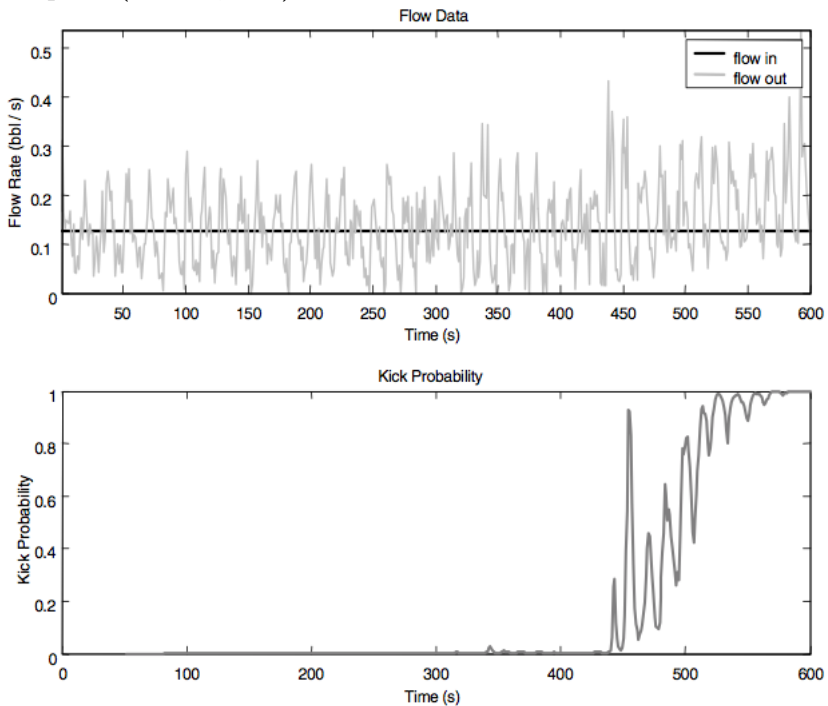 Flow Data
flow in
flow out
Flow Rate (bbl / s)
0.5
0.4
0.3
0.2
0.1
0
50 100 150 200 250 300 350 400 450 500 550 600
Time (s)
Kick Probability
Kick Probability
1
0.8
0.6
0.4
0.2
0
0 100 200 300 400 500 600
Time (s)